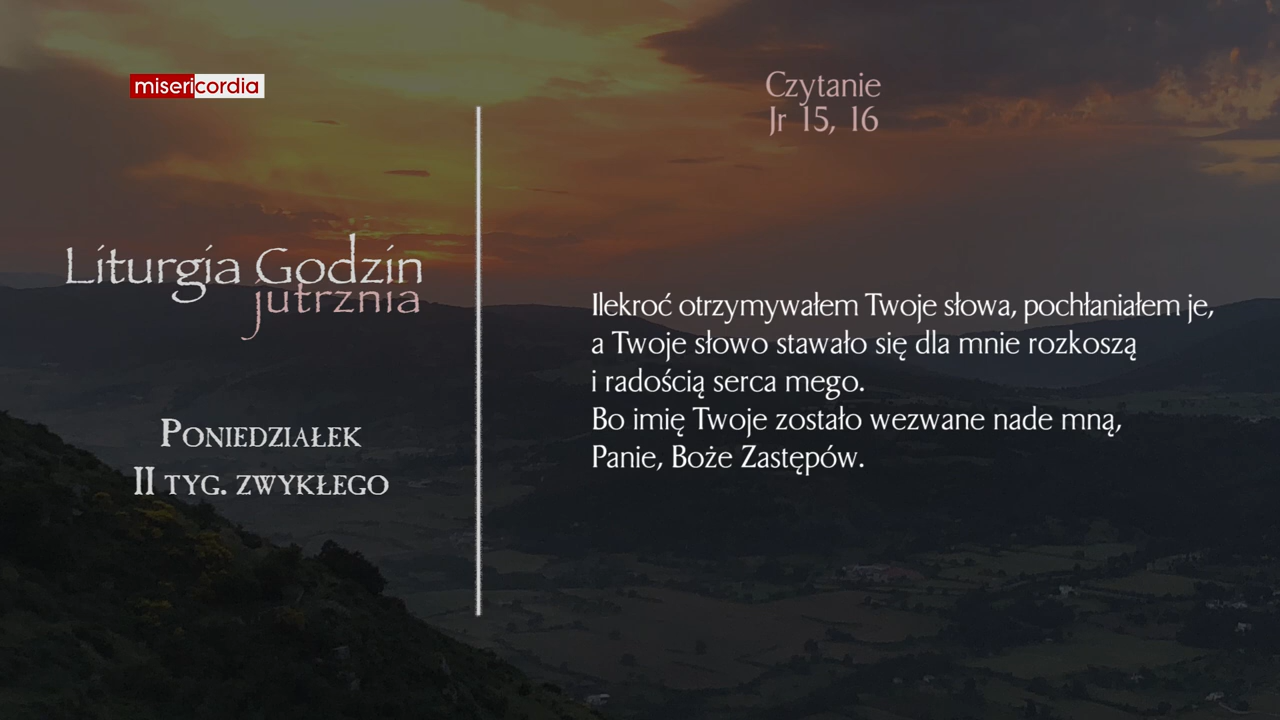 misericordia
Liturgia Godzin
jutrznia
Poniedziałek
II tyg. zwykłego
Czytanie
Jr 15, 16
Ilekroć otrzymywałem Twoje słowa, pochłaniałem je,
a Twoje słowo stawało się dla mnie rozkoszą
i radością serca mego.
Bo imię Twoje zostało wezwane nade mną,
Panie, Boże Zastępów.